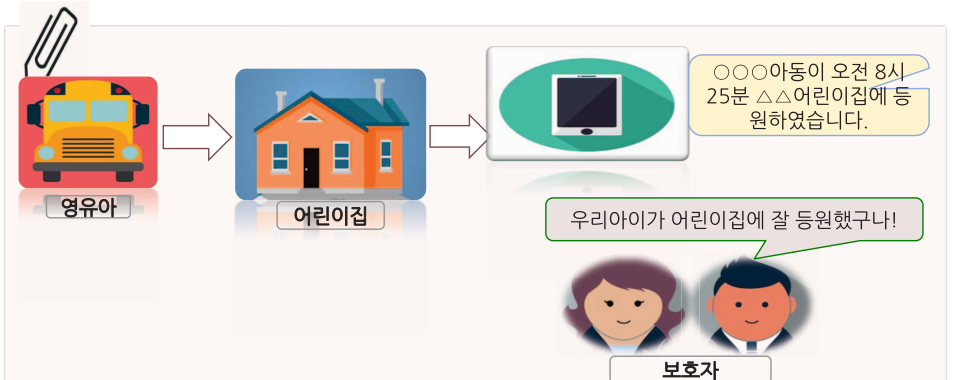 ○○○아동이 오전 8시
25분 △△어린이집에 등
원하였습니다.
영유아
어린이집
우리아이가 어린이집에 잘 등원했구나!
보호자